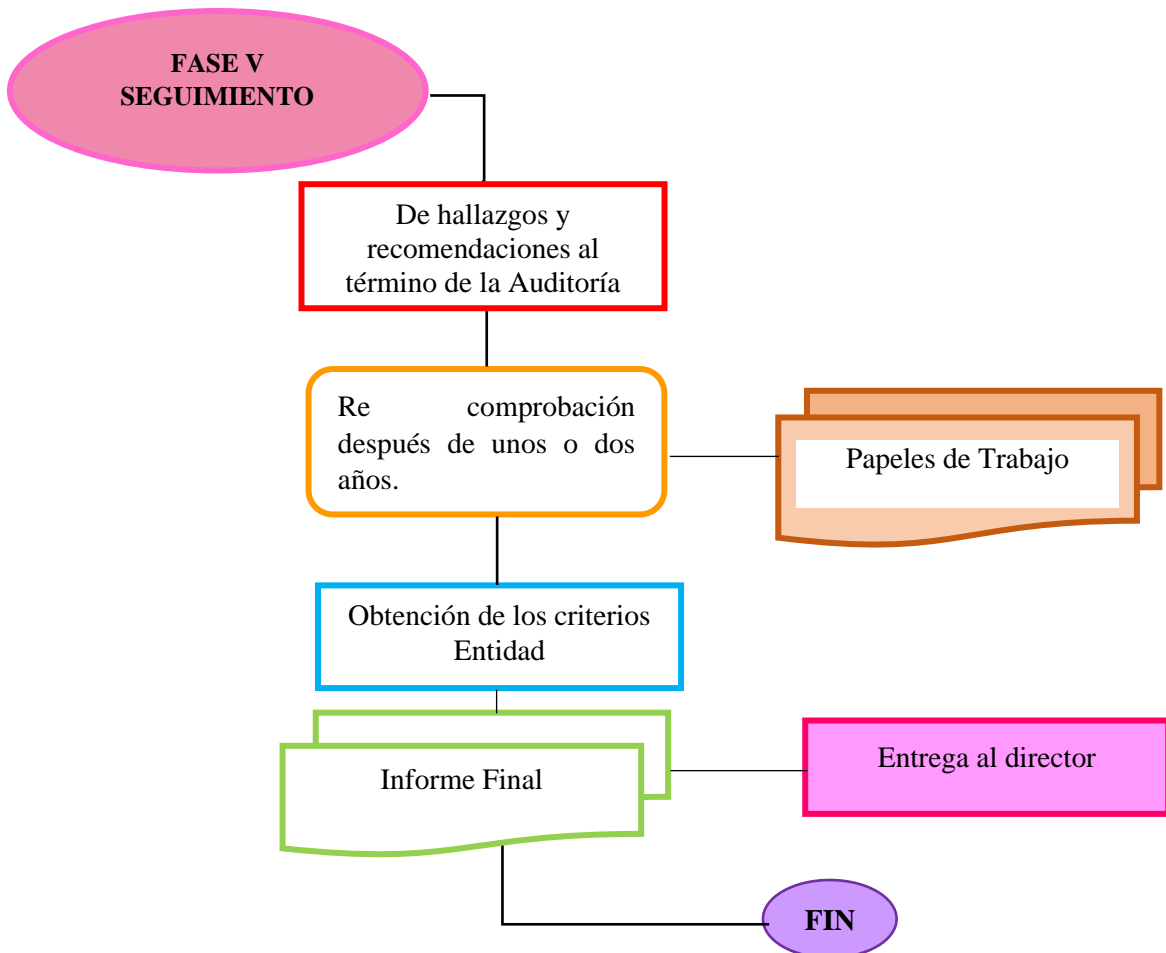 FASE V
SEGUIMIENTO
De hallazgos y
recomendaciones al
término de la Auditoría
Re comprobación
después de unos o dos
años.
Papeles de Trabajo
Obtención de los criterios
Entidad
Informe Final
Entrega al director
FIN